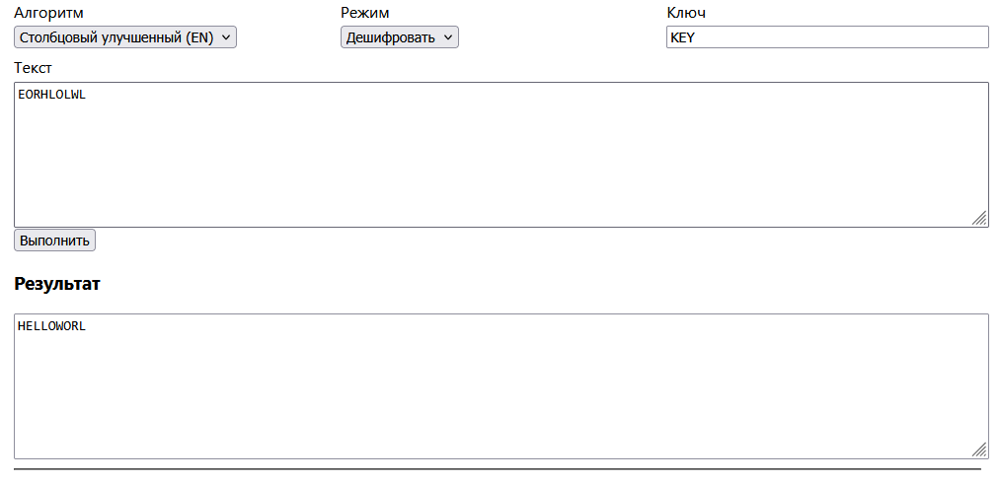 Алгоритм Режим Ключ
Столбцовый улучшенный (EN) Дешифровать KEY
Текст
EORHLOLWL
Выполнить
Результат
HELLOWORL